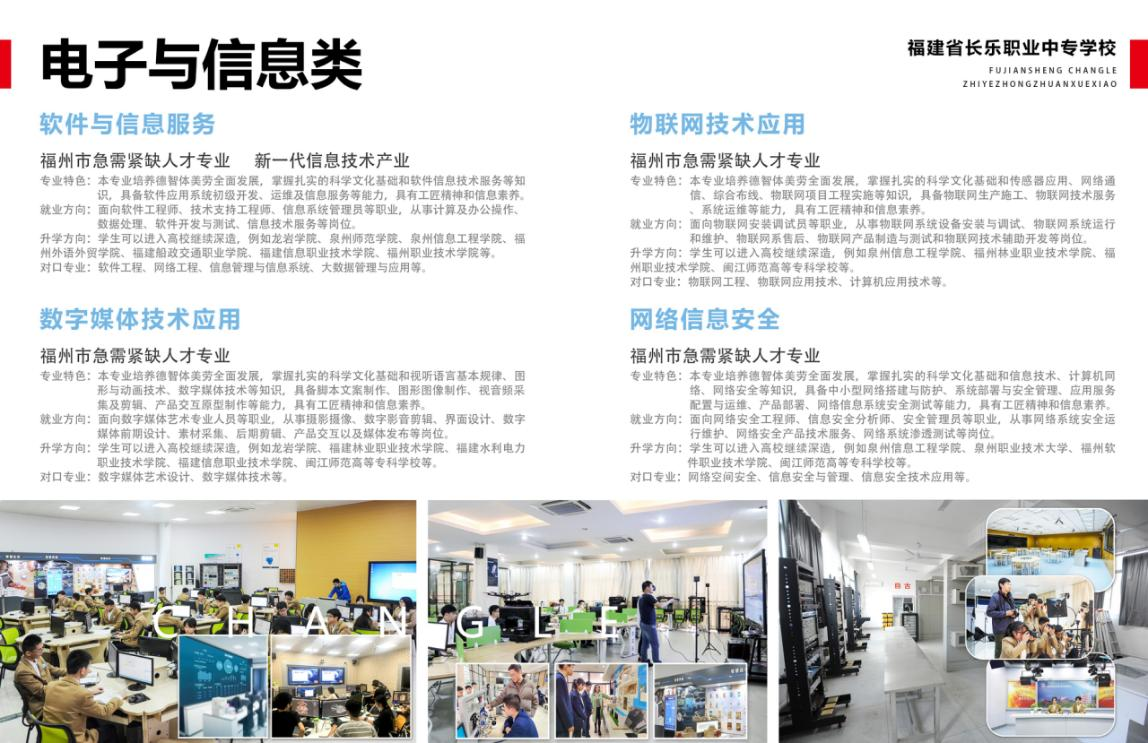 电子与信息类
福建省长乐职业中专学校
FUJIANSHENG CHANGLE
ZHIYEZHONGZHUANXUEXIAO
软件与信息服务
福州市急需紧缺人才专业 新一代信息技术产业
专业特色：本专业培养德智体美劳全面发展，掌握扎实的科学文化基础和软件信息技术服务等知
识，具备软件应用系统初级开发、运维及信息服务等能力，具有工匠精神和信息素养。
就业方向：面向软件工程师、技术支持工程师、信息系统管理员等职业，从事计算及办公操作、
数据处理、软件开发与测试、信息技术服务等岗位。
升学方向：学生可以进入高校继续深造，例如龙岩学院、泉州师范学院、泉州信息工程学院、福
州外语外贸学院、福建船政交通职业学院、福建信息职业技术学院、福州职业技术学院等。
对口专业：软件工程、网络工程、信息管理与信息系统、大数据管理与应用等。
物联网技术应用
福州市急需紧缺人才专业
专业特色：本专业培养德智体美劳全面发展，掌握扎实的科学文化基础和传感器应用、网络通
信、综合布线、物联网项目工程实施等知识，具备物联网生产施工、物联网技术服务
、系统运维等能力，具有工匠精神和信息素养。
就业方向：面向物联网安装调试员等职业，从事物联网系统设备安装与调试、物联网系统运行
和维护、物联网系售后、物联网产品制造与测试和物联网技术辅助开发等岗位。
升学方向：学生可以进入高校继续深造，例如泉州信息工程学院、福州林业职业技术学院、福
州职业技术学院、闽江师范高等专科学校等。
对口专业：物联网工程、物联网应用技术、计算机应用技术等。
数字媒体技术应用
福州市急需紧缺人才专业
专业特色：本专业培养德智体美劳全面发展，掌握扎实的科学文化基础和视听语言基本规律、图
形与动画技术、数字媒体技术等知识，具备脚本文案制作、图形图像制作、视音频采
集及剪辑、产品交互原型制作等能力，具有工匠精神和信息素养。
就业方向：面向数字媒体艺术专业人员等职业，从事摄影摄像、数字影音剪辑、界面设计、数字
媒体前期设计、素材采集、后期剪辑、产品交互以及媒体发布等岗位。
升学方向：学生可以进入高校继续深造，例如龙岩学院、福建林业职业技术学院、福建水利电力
职业技术学院、福建信息职业技术学院、闽江师范高等专科学校等。
对口专业：数字媒体艺术设计、数字媒体技术等。
网络信息安全
福州市急需紧缺人才专业
专业特色：本专业培养德智体美劳全面发展，掌握扎实的科学文化基础和信息技术、计算机网
络、网络安全等知识，具备中小型网络搭建与防护、系统部署与安全管理、应用服务
配置与运维、产品部署、网络信息系统安全测试等能力，具有工匠精神和信息素养。
就业方向：面向网络安全工程师、信息安全分析师、安全管理员等职业，从事网络系统安全运
行维护、网络安全产品技术服务、网络系统渗透测试等岗位。
升学方向：学生可以进入高校继续深造，例如泉州信息工程学院、泉州职业技术大学、福州软
件职业技术学院、闽江师范高等专科学校等。
对口专业：网络空间安全、信息安全与管理、信息安全技术应用等。
CHANGLE